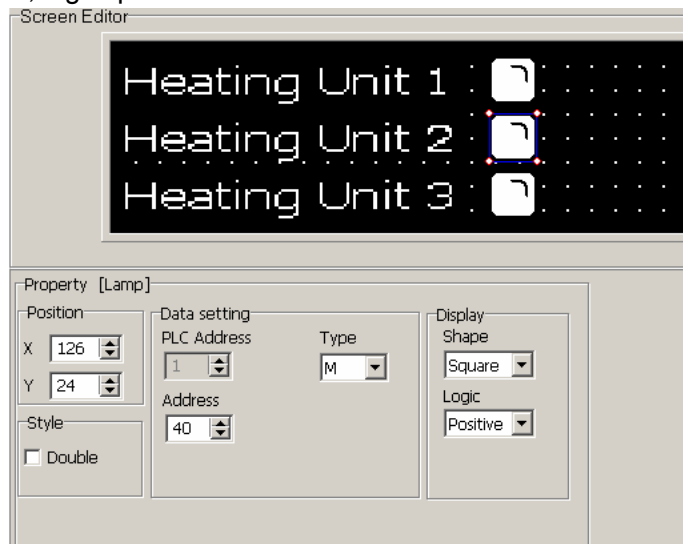 Screen Editor
Heating Unit 1
Heating Unit 2
Heating Unit 3
Property [Lamp]
Position
X 126
Y 24
Style
Double
Data setting
PLC Address
1
Type
M
Address
40
Display
Shape
Square
Logic
Positive